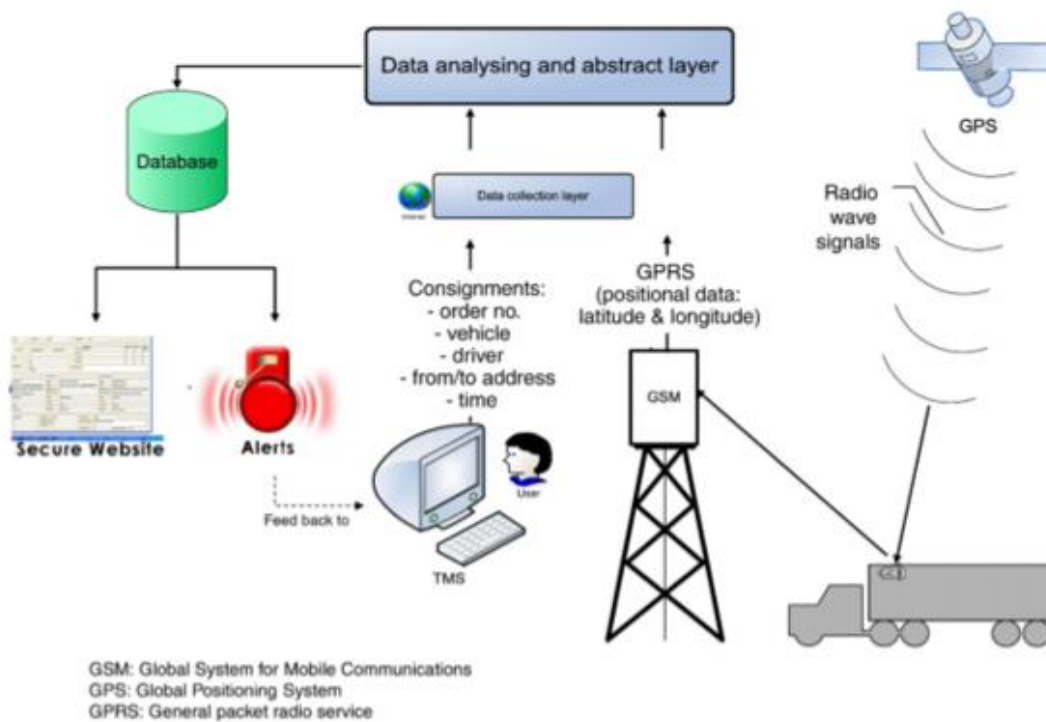 Data analysing and abstract layer
GPS
Database
Data collection layer
Internet
Radio
wave
signals
GPRS
(positional data:
latitude & longitude)
Consignments:
- order no.
- vehicle
- driver
- from/to address
- time
GSM
Secure Website
Alerts
User
Feed back to
TMS
GSM: Global System for Mobile Communications
GPS: Global Positioning System
GPRS: General packet radio service